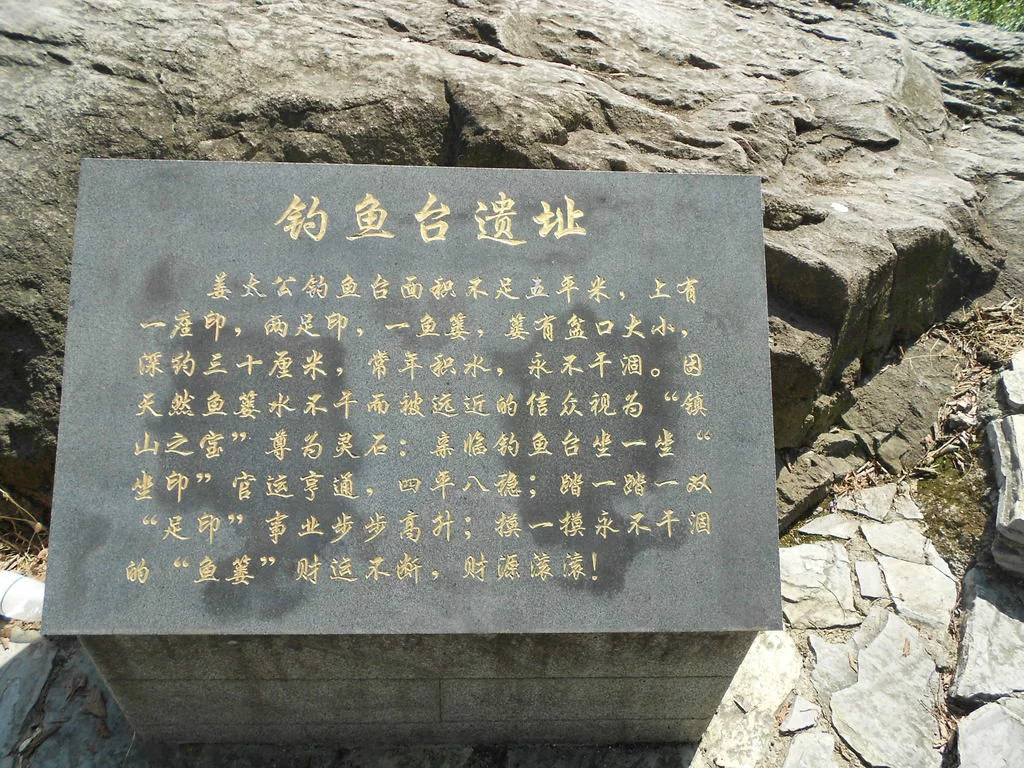 钓鱼台遗址
姜太公钓鱼台面积不足五平米，上有
一座印，两足印，一鱼篓，篓有盆口大小，
深约三十厘米，常年积水，永不干涸。因
天然鱼篓水不干而被远近的信众视为“镇
山之宝”尊为灵石：亲临钓鱼台坐一坐“
坐印”官运亨通，四平八稳；踏一踏一双
“足印”事业步步高升；摸一摸永不干涸
的“鱼篓”财运不断，财源滚滚！